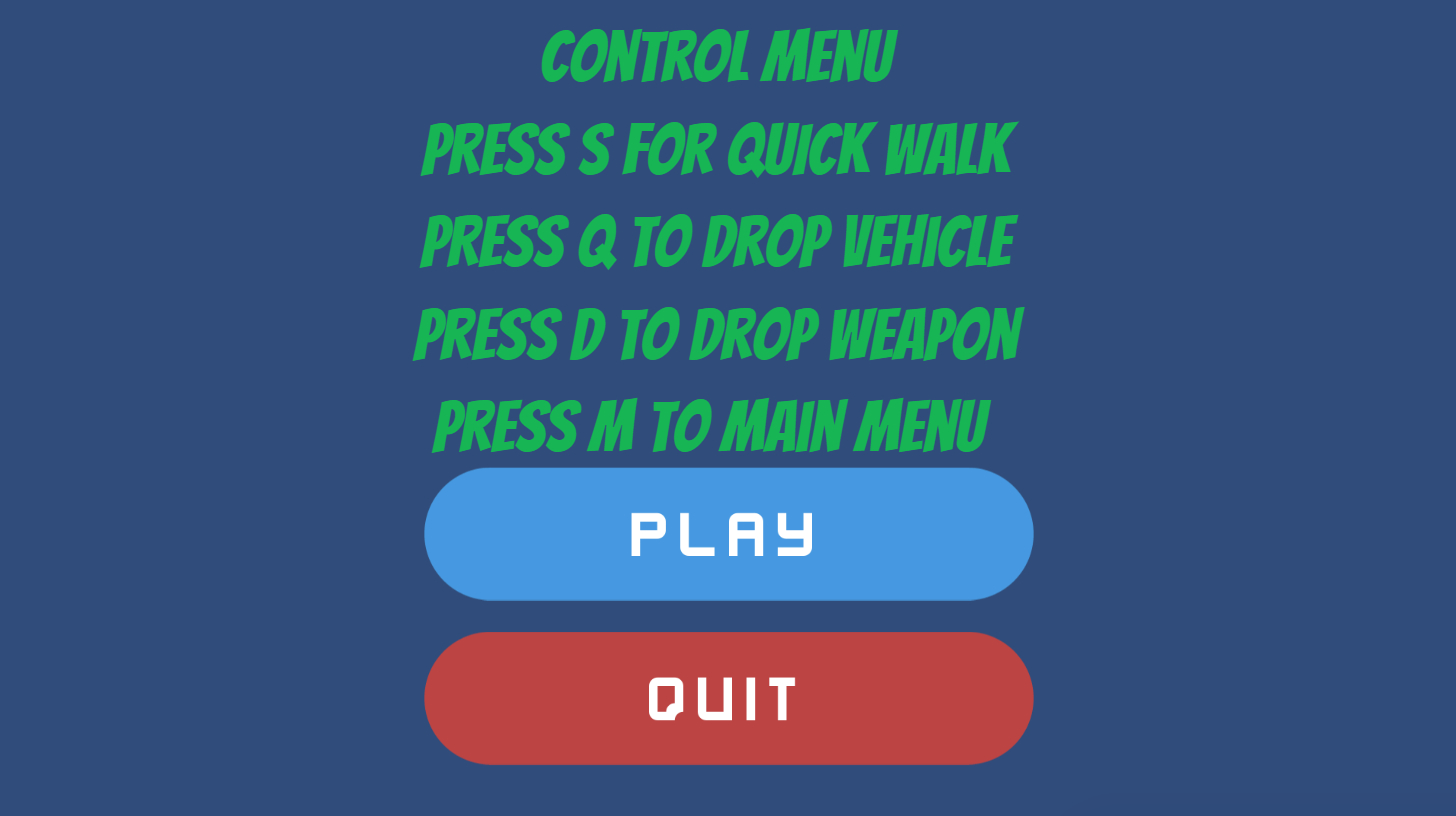 CONTROL MENU
PRESS S FOR QUICK WALK
PRESS Q TO DROP VEHICLE
PRESS D TO DROP WEAPON
PRESS M TO MAIN MENU
PLAY
QUIT